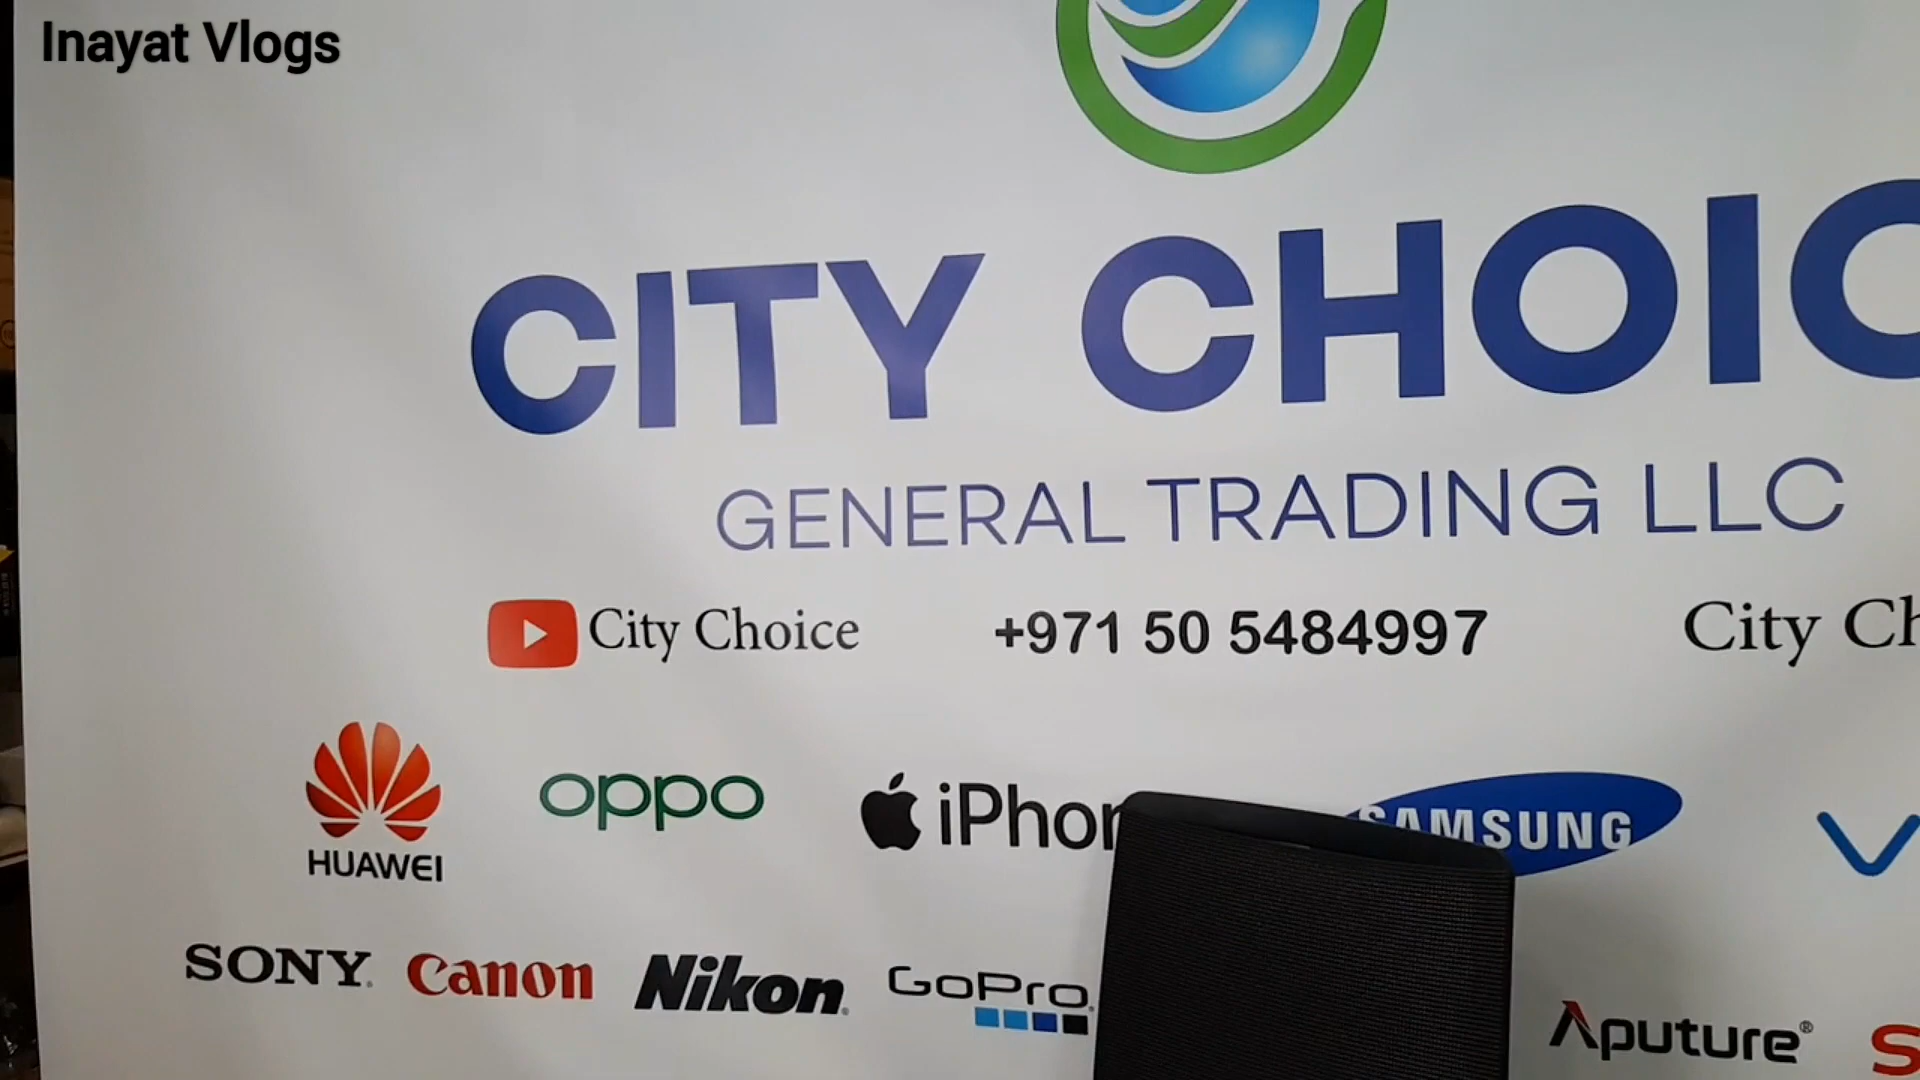 Inayat Vlogs
CITY CHOIC
GENERAL TRADING LLC
City Choice +971 50 5484997 City Ch
HUAWEI oppo iPhon SAMSUNG
SONY Canon Nikon GoPro Aputure